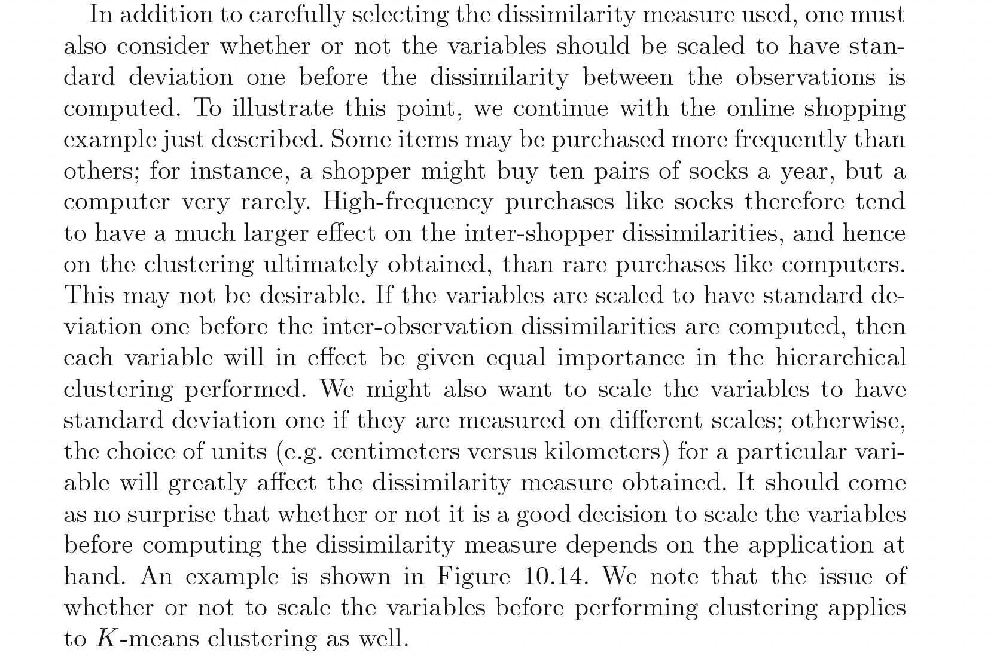 In addition to carefully selecting the dissimilarity measure used, one must
also consider whether or not the variables should be scaled to have stan-
dard deviation one before the dissimilarity between the observations is
computed. To illustrate this point, we continue with the online shopping
example just described. Some items may be purchased more frequently than
others; for instance, a shopper might buy ten pairs of socks a year, but a
computer very rarely. High-frequency purchases like socks therefore tend
to have a much larger effect on the inter-shopper dissimilarities, and hence
on the clustering ultimately obtained, than rare purchases like computers.
This may not be desirable. If the variables are scaled to have standard de-
viation one before the inter-observation dissimilarities are computed, then
each variable will in effect be given equal importance in the hierarchical
clustering performed. We might also want to scale the variables to have
standard deviation one if they are measured on different scales; otherwise,
the choice of units (e.g. centimeters versus kilometers) for a particular vari-
able will greatly affect the dissimilarity measure obtained. It should come
as no surprise that whether or not it is a good decision to scale the variables
before computing the dissimilarity measure depends on the application at
hand. An example is shown in Figure 10.14. We note that the issue of
whether or not to scale the variables before performing clustering applies
to K-means clustering as well.